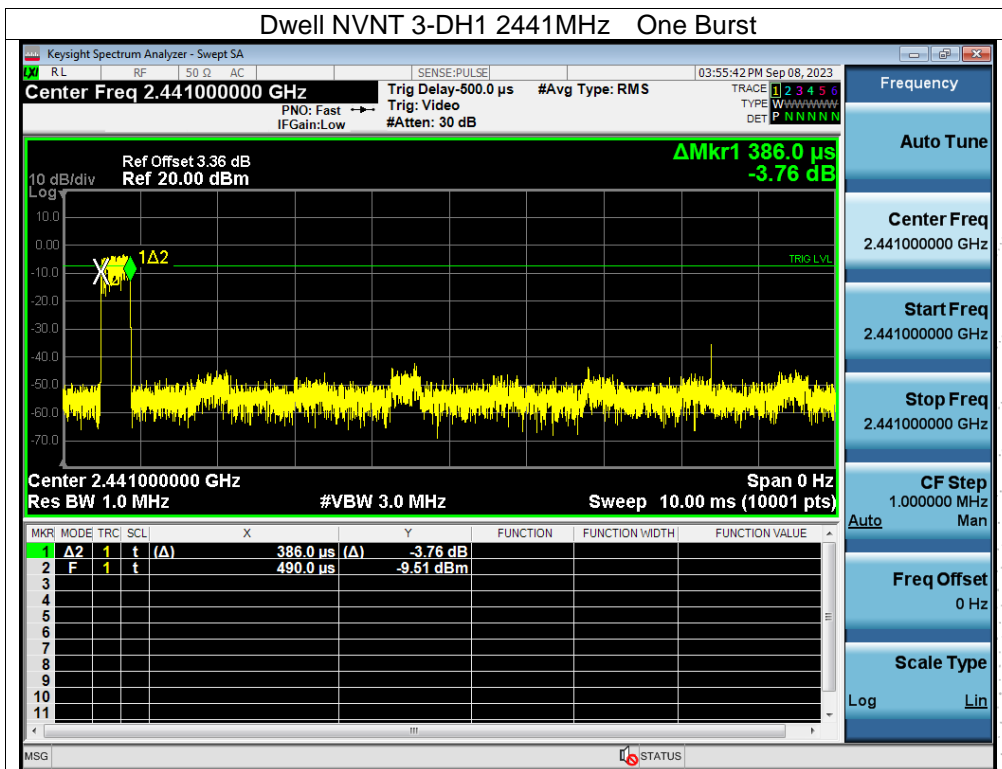 Dwell NVNT 3-DH1 2441MHz One Burst
Keysight Spectrum Analyzer - Swept SA
LXI RL RF 50 Ω AC SENSE:PULSE 03:55:42 PM Sep 08, 2023
Center Freq 2.441000000 GHz
PNO: Fast
IFGain:Low
Trig Delay-500.0 µs
Trig: Video
#Atten: 30 dB
#Avg Type: RMS
TRACE 1 2 3 4 5 6
TYPE WWWWWW
DET P N N N N N
Frequency
Auto Tune
Center Freq
2.441000000 GHz
Start Freq
2.441000000 GHz
Stop Freq
2.441000000 GHz
CF Step
1.000000 MHz
Auto Man
Freq Offset
0 Hz
Scale Type
Log Lin
ΔMkr1 386.0 µs
-3.76 dB
Ref Offset 3.36 dB
10 dB/div Ref 20.00 dBm
Log
10.0
0.00
-10.0
-20.0
-30.0
-40.0
-50.0
-60.0
-70.0
1Δ2
TRIG LVL
Center 2.441000000 GHz Span 0 Hz
Res BW 1.0 MHz #VBW 3.0 MHz Sweep 10.00 ms (10001 pts)
MKR MODE TRC SCL X Y FUNCTION FUNCTION WIDTH FUNCTION VALUE
1 Δ2 1 t (Δ) 386.0 µs (Δ) -3.76 dB
2 F 1 t 490.0 µs -9.51 dBm
3
4
5
6
7
8
9
10
11
MSG STATUS